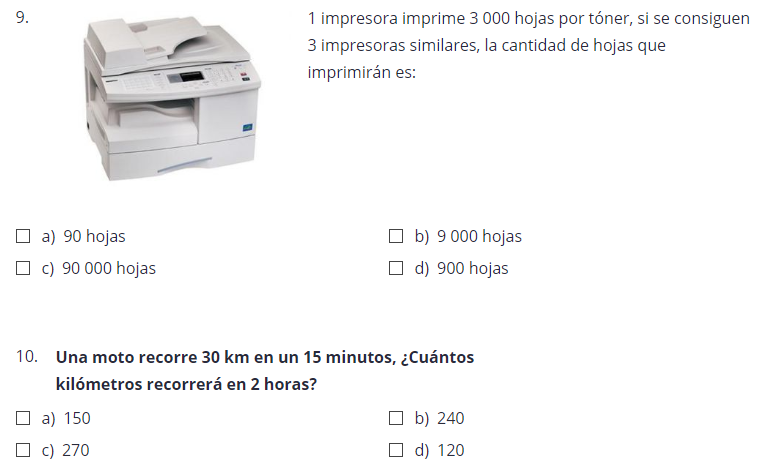 9.
1 impresora imprime 3 000 hojas por tóner, si se consiguen
3 impresoras similares, la cantidad de hojas que
imprimirán es:
a) 90 hojas
b) 9 000 hojas
c) 90 000 hojas
d) 900 hojas
10. Una moto recorre 30 km en un 15 minutos, ¿Cuántos
kilómetros recorrerá en 2 horas?
a) 150
b) 240
c) 270
d) 120